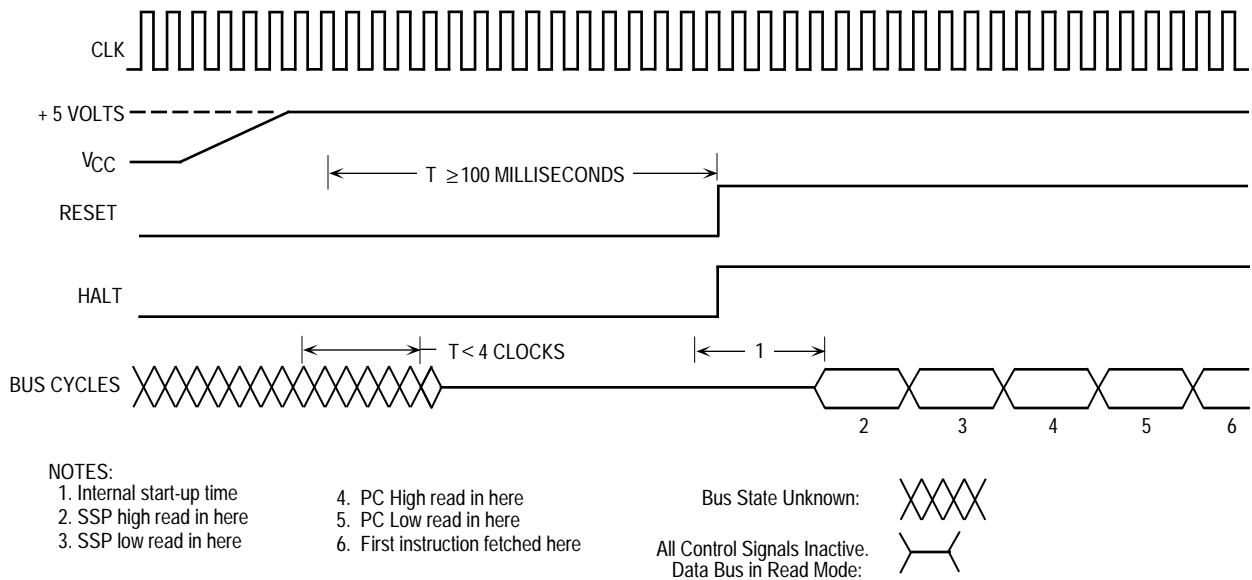 CLK
+ 5 VOLTS
VCC
T ≥100 MILLISECONDS
RESET
HALT
T < 4 CLOCKS
1
BUS CYCLES
2 3 4 5 6
NOTES:
1. Internal start-up time
2. SSP high read in here
3. SSP low read in here
4. PC High read in here
5. PC Low read in here
6. First instruction fetched here
Bus State Unknown:
All Control Signals Inactive.
Data Bus in Read Mode: